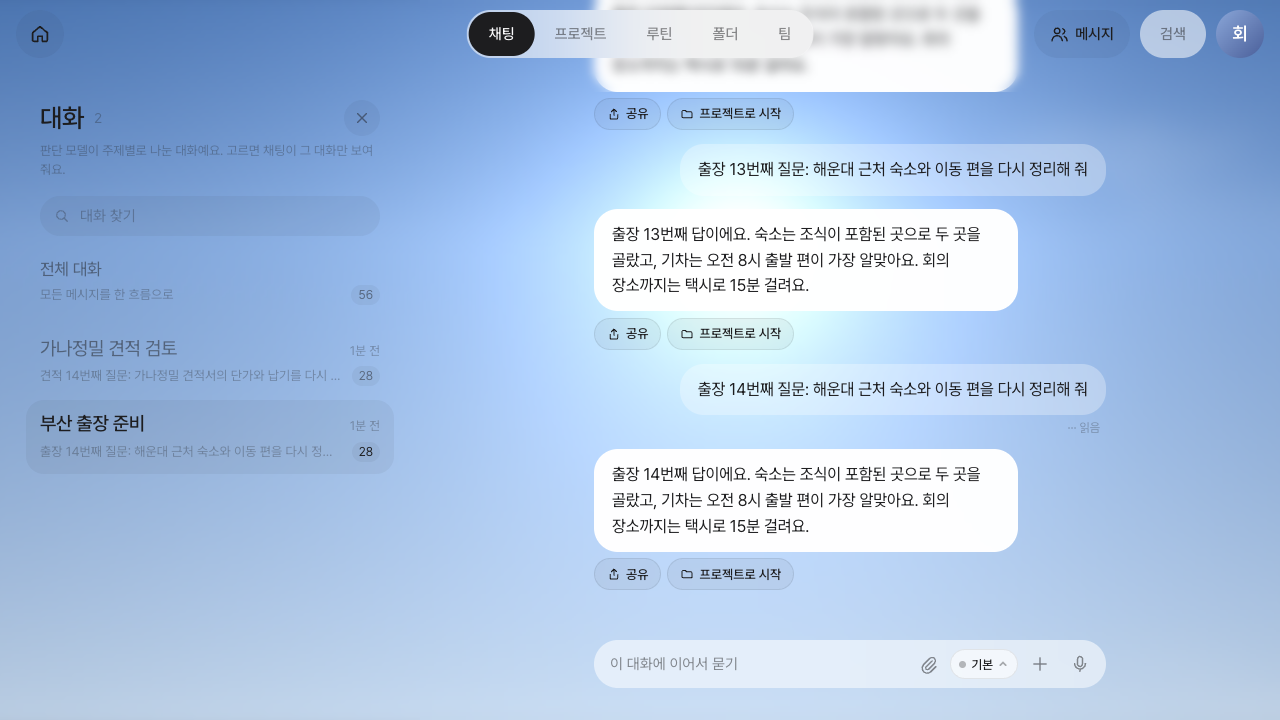 채팅
프로젝트
루틴
폴더
팀
메시지
검색
회
대화 2
판단 모델이 주제별로 나눈 대화예요. 고르면 채팅이 그 대화만 보여
줘요.
대화 찾기
전체 대화
모든 메시지를 한 흐름으로 56
가나정밀 견적 검토 1분 전
견적 14번째 질문: 가나정밀 견적서의 단가와 납기를 다시 ... 28
부산 출장 준비 1분 전
출장 14번째 질문: 해운대 근처 숙소와 이동 편을 다시 정... 28
공유 프로젝트로 시작
출장 13번째 질문: 해운대 근처 숙소와 이동 편을 다시 정리해 줘
출장 13번째 답이에요. 숙소는 조식이 포함된 곳으로 두 곳을
골랐고, 기차는 오전 8시 출발 편이 가장 알맞아요. 회의
장소까지는 택시로 15분 걸려요.
공유 프로젝트로 시작
출장 14번째 질문: 해운대 근처 숙소와 이동 편을 다시 정리해 줘
··· 읽음
출장 14번째 답이에요. 숙소는 조식이 포함된 곳으로 두 곳을
골랐고, 기차는 오전 8시 출발 편이 가장 알맞아요. 회의
장소까지는 택시로 15분 걸려요.
공유 프로젝트로 시작
이 대화에 이어서 묻기
기본